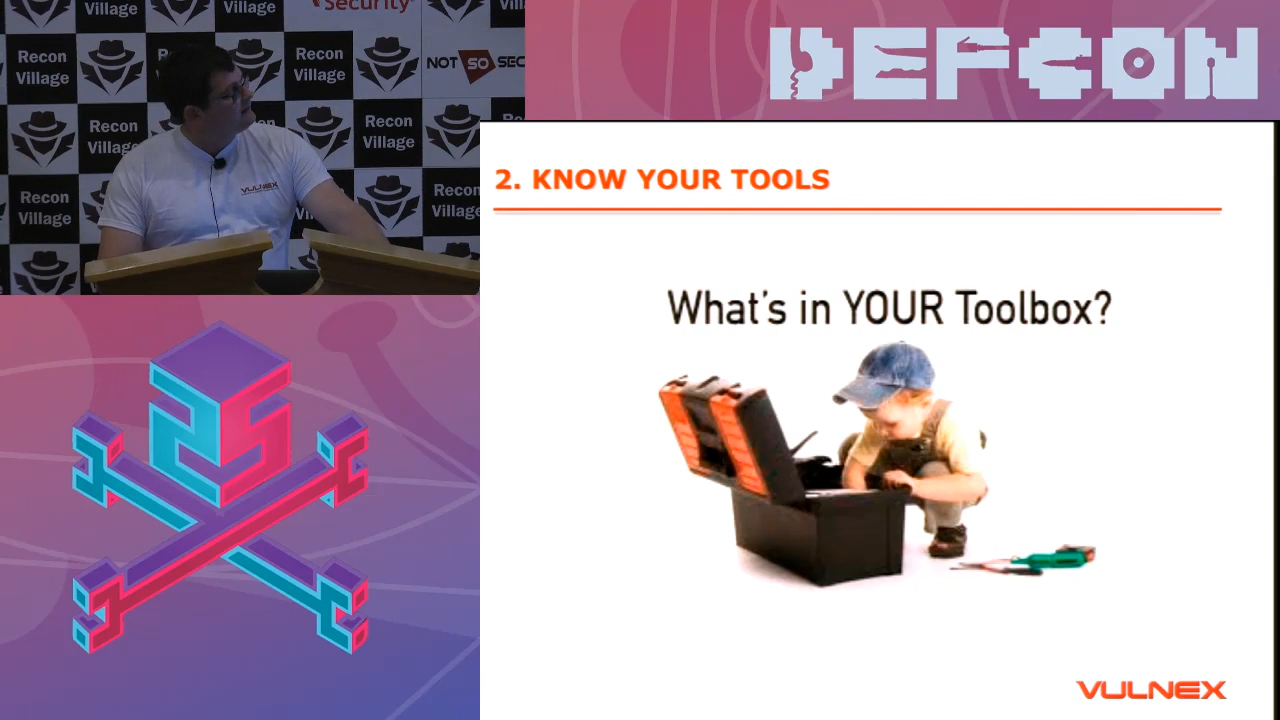 Security
Recon
Village
NOT SO SEC
Recon
Village
Recon
Village
Recon
Village
Recon
Village
Recon
Village
VULNEX
DEFCON
2. KNOW YOUR TOOLS
What's in YOUR Toolbox?
VULNEX